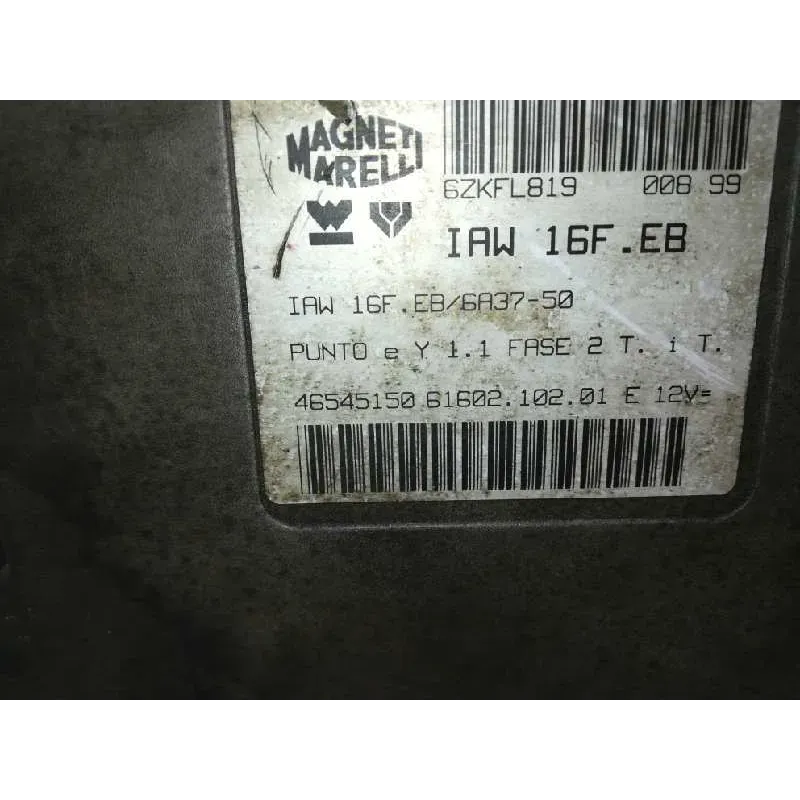 MAGNETI
MARELLI
6ZKFL819 008 99
IAW 16F.EB
IAW 16F.EB/6A37-50
PUNTO e Y 1.1 FASE 2 T. i T.
46545150 61602.102.01 E 12V=